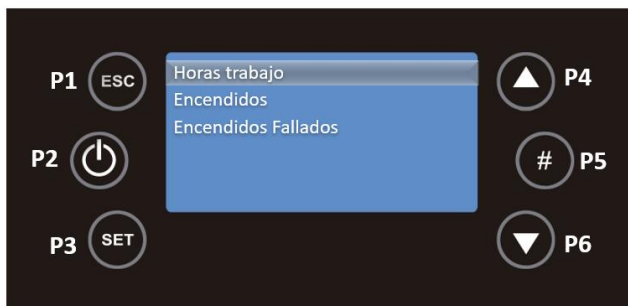 P1 ESC
Horas trabajo
P4
Encendidos
Encendidos Fallados
P2
# P5
P3 SET
P6